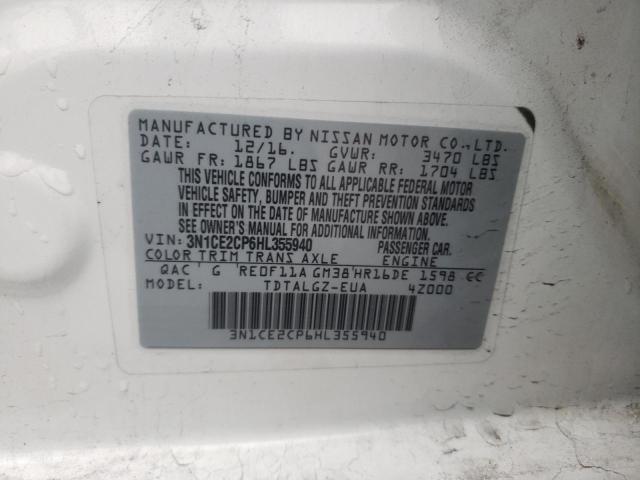 MANUFACTURED BY NISSAN MOTOR CO.,LTD.
DATE: 12/16. GVWR: 3470 LBS
GAWR FR: 1867 LBS GAWR RR: 1704 LBS
THIS VEHICLE CONFORMS TO ALL APPLICABLE FEDERAL MOTOR
VEHICLE SAFETY, BUMPER AND THEFT PREVENTION STANDARDS
IN EFFECT ON THE DATE OF MANUFACTURE SHOWN ABOVE.
SEE OWNER'S MANUAL FOR ADDITIONAL INFORMATION.
VIN: 3N1CE2CP6HL355940 PASSENGER CAR.
COLOR TRIM TRANS AXLE ENGINE
QAC G RE0F11A GM38 HR16DE 1598 CC
MODEL: TDTALGZ-EUA 4Z000
3N1CE2CP6HL355940